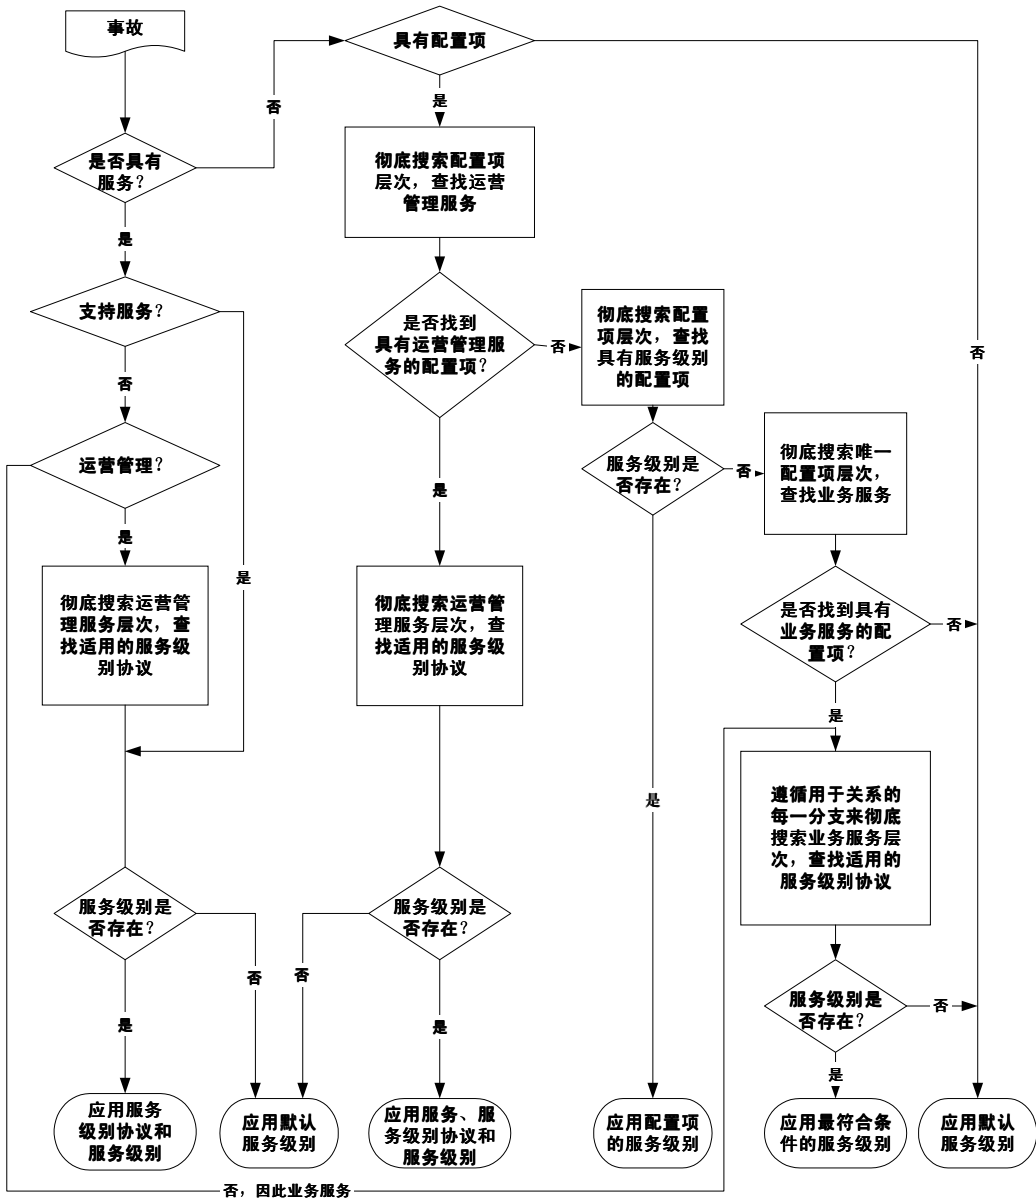 事故
具有配置项
否
是
是否具有
服务？
彻底搜索配置项
层次，查找运营
管理服务
是
支持服务？
是否找到
具有运营管理服
务的配置项？
否
彻底搜索配置
项层次，查找
具有服务级别
的配置项
否
否
运营管理？
服务级别是
否存在？
否
彻底搜索唯一
配置项层次，
查找业务服务
是
是
是
彻底搜索运营管
理服务层次，查
找适用的服务级
别协议
彻底搜索运营管
理服务层次，查
找适用的服务级
别协议
是否找到具有
业务服务的配
置项？
否
是
是
遵循用于关系的
每一分支来彻底
搜索业务服务层
次，查找适用的
服务级别协议
服务级别是
否存在？
服务级别是
否存在？
否
否
服务级别是
否存在？
否
是
是
是
应用服务
级别协议和
服务级别
应用默认
服务级别
应用服务、服
务级别协议和
服务级别
应用配置项
的服务级别
应用最符合条
件的服务级别
应用默认
服务级别
否，因此业务服务